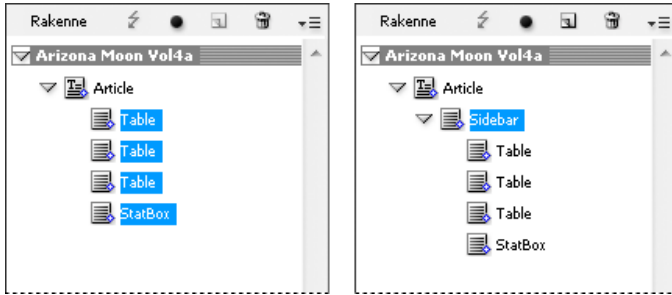 Rakenne
Arizona Moon Vol4a
Article
Table
Table
Table
StatBox
Rakenne
Arizona Moon Vol4a
Article
Sidebar
Table
Table
Table
StatBox